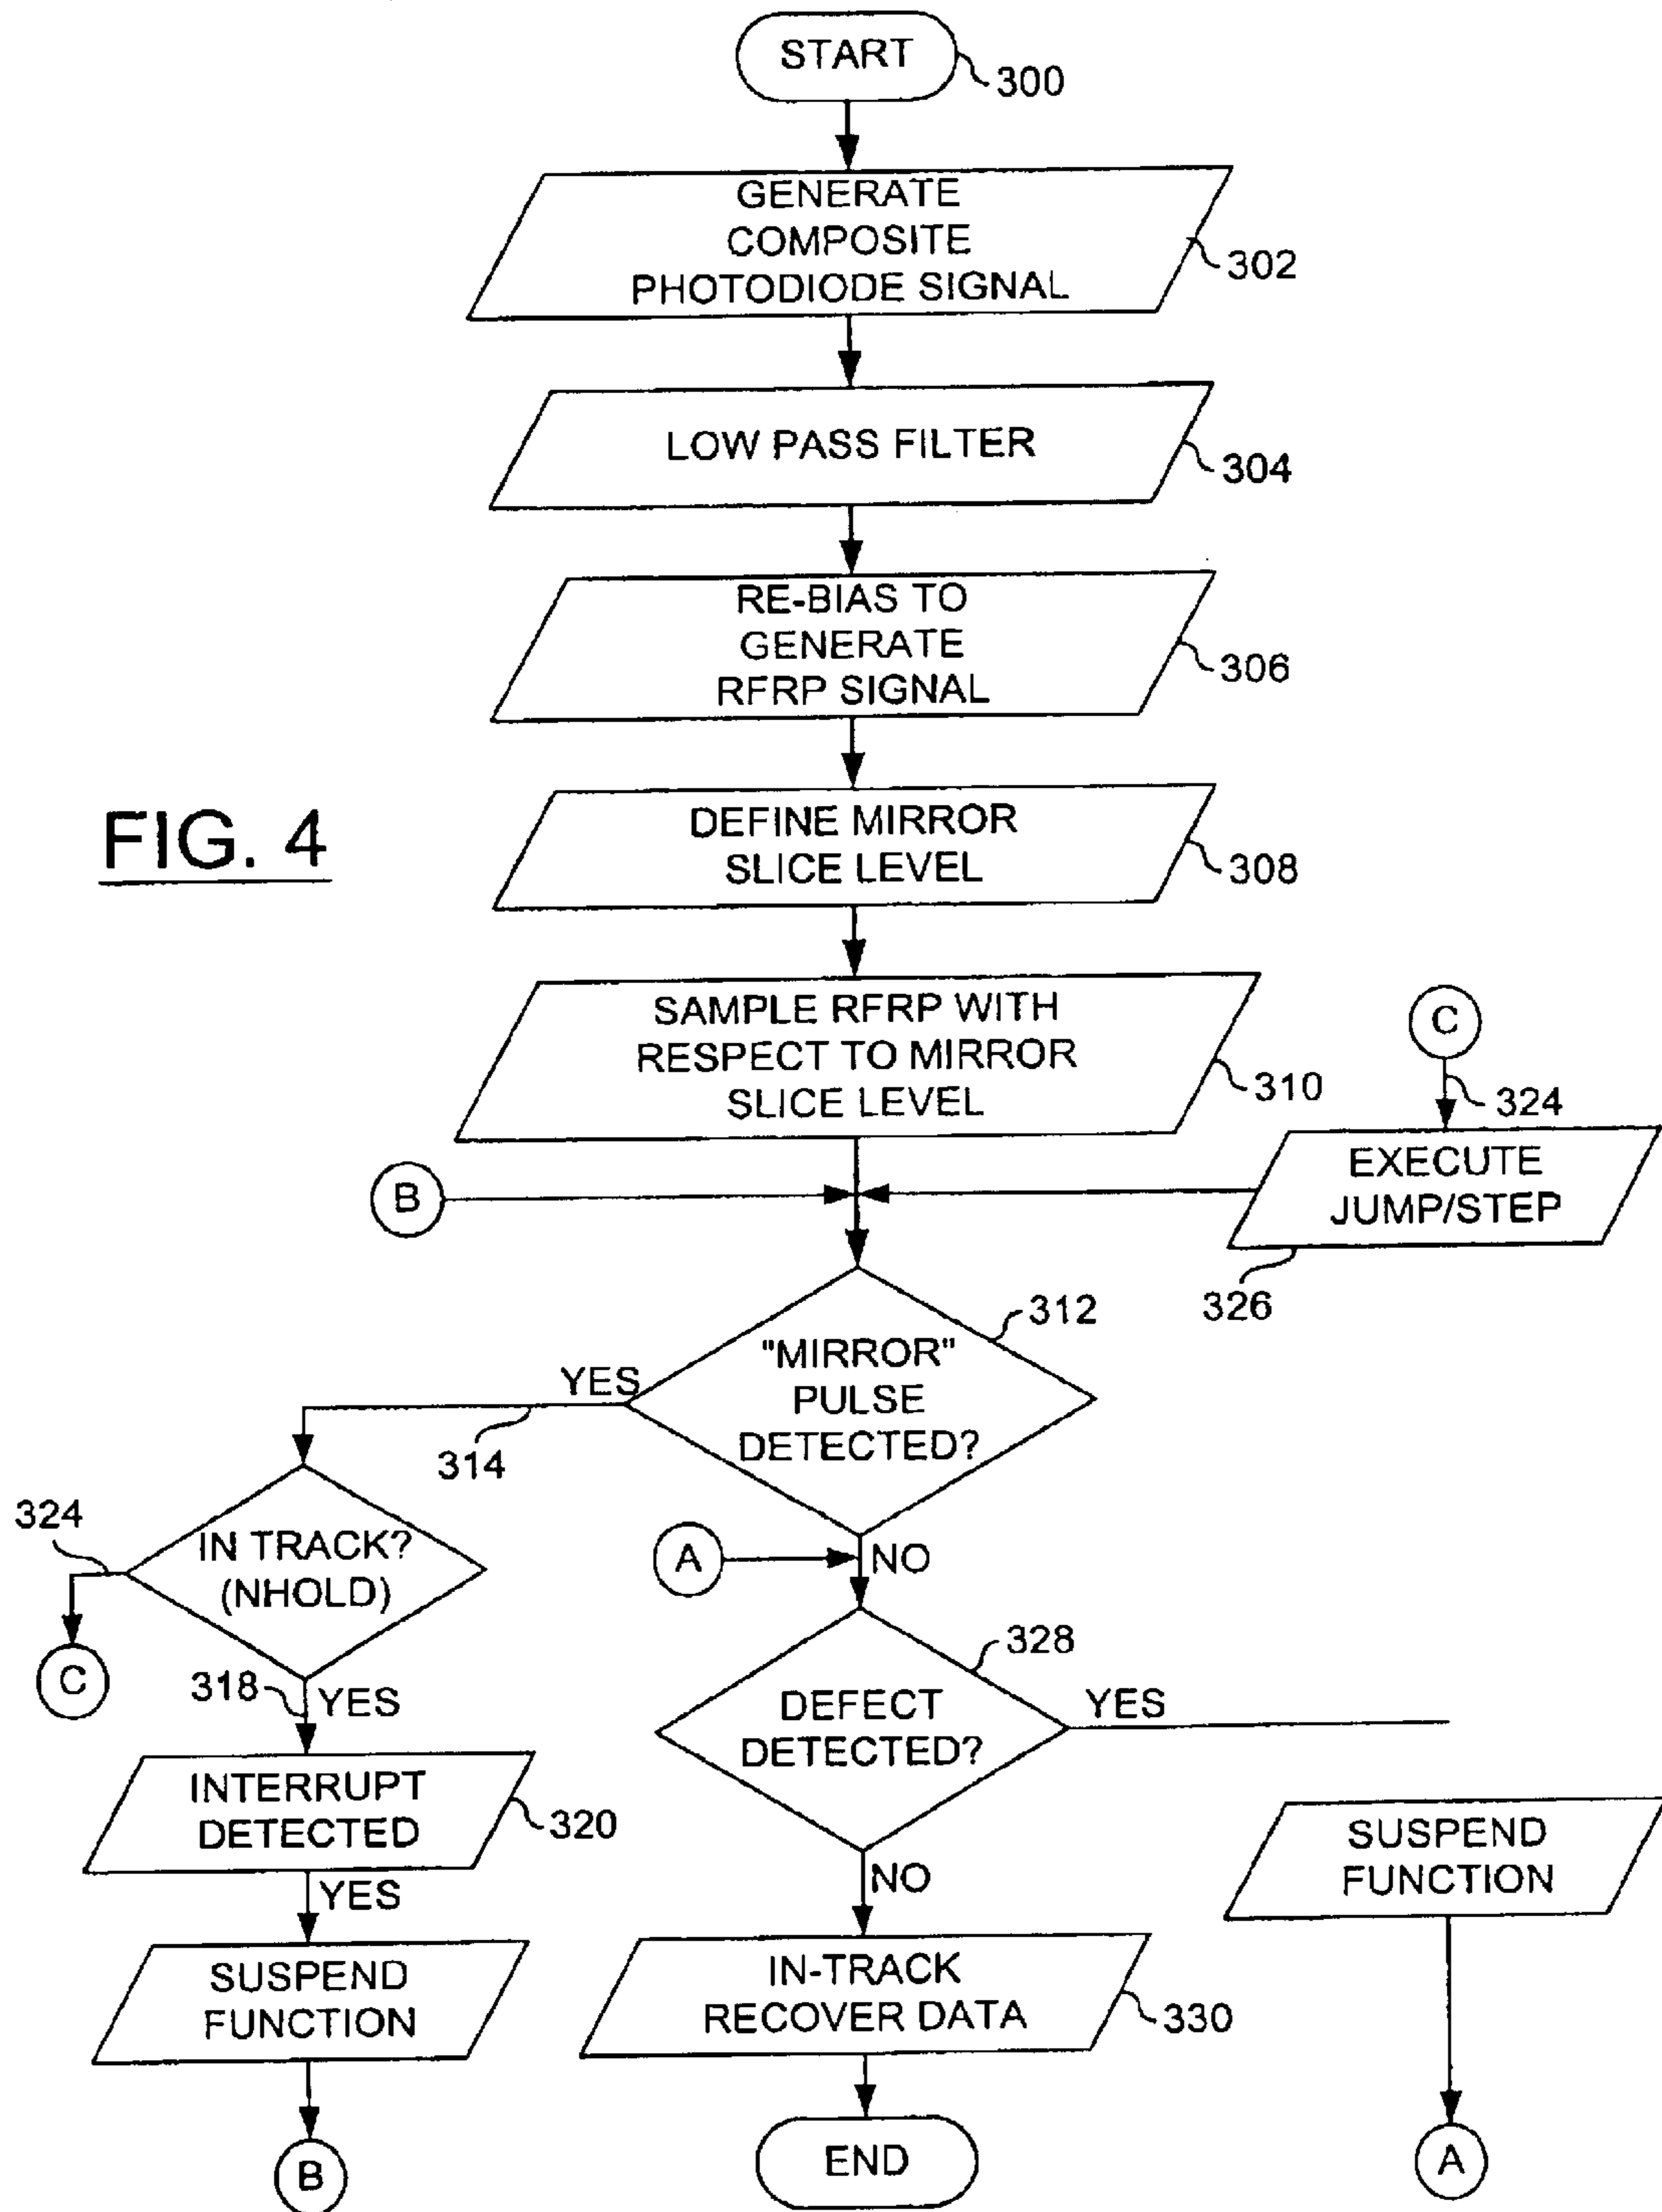 START
300
GENERATE
COMPOSITE
PHOTODIODE SIGNAL
302
LOW PASS FILTER
304
RE-BIAS TO
GENERATE
RFRP SIGNAL
306
FIG. 4
DEFINE MIRROR
SLICE LEVEL
308
SAMPLE RFRP WITH
RESPECT TO MIRROR
SLICE LEVEL
310
C
324
EXECUTE
JUMP/STEP
326
B
312
"MIRROR"
PULSE
DETECTED?
YES
314
324
IN TRACK?
(NHOLD)
C
318
YES
A
NO
328
DEFECT
DETECTED?
YES
INTERRUPT
DETECTED
320
YES
SUSPEND
FUNCTION
B
NO
IN-TRACK
RECOVER DATA
330
END
SUSPEND
FUNCTION
A